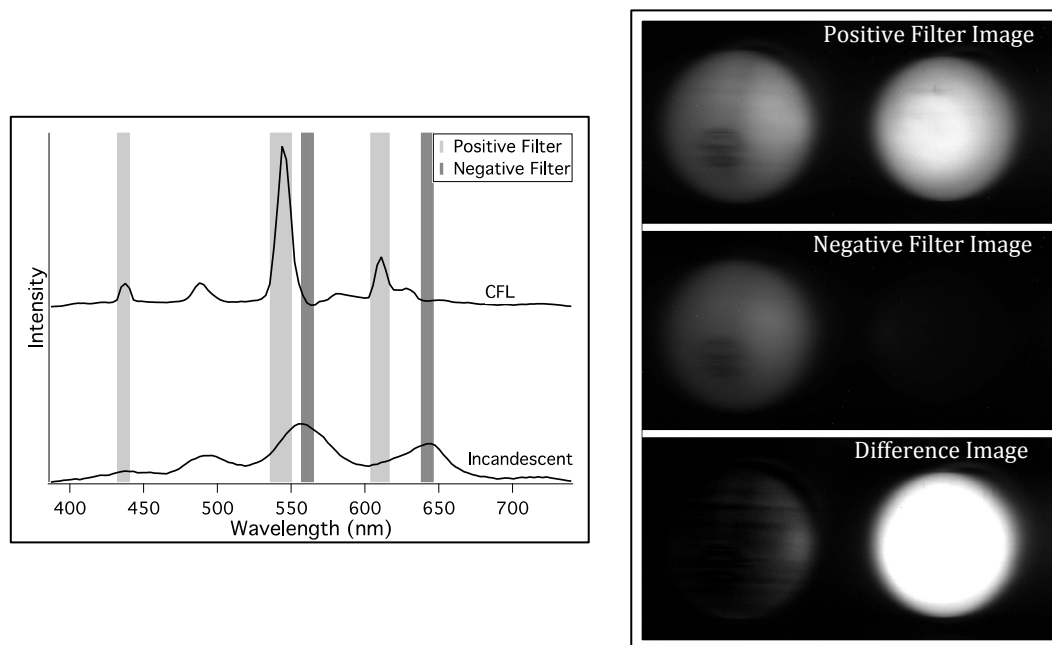 Positive Filter
Negative Filter
CFL
Incandescent
Intensity
400 450 500 550 600 650 700
Wavelength (nm)
Positive Filter Image
Negative Filter Image
Difference Image